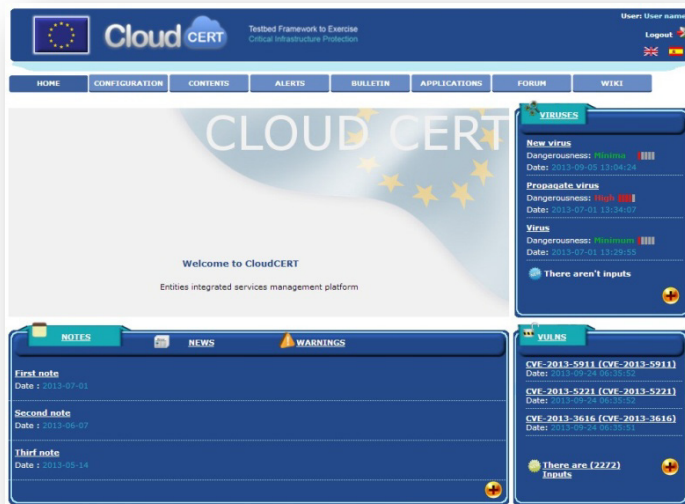 User: User name
Cloud CERT
Testbed Framework to Exercise
Critical Infrastructure Protection
Logout
HOME CONFIGURATION CONTENTS ALERTS BULLETIN APPLICATIONS FORUM WIKI
CLOUD CERT
Welcome to CloudCERT
Entities integrated services management platform
VIRUSES
New virus
Dangerousness: Minima
Date: 2013-09-05 13:04:24
Propagate virus
Dangerousness: High
Date: 2013-07-01 13:34:07
Virus
Dangerousness: Minimum
Date: 2013-07-01 13:29:55
There aren't inputs
NOTES NEWS WARNINGS
First note
Date : 2013-07-01
Second note
Date : 2013-06-07
Thirf note
Date : 2013-05-14
VULNS
CVE-2013-5911 (CVE-2013-5911)
Date: 2013-09-24 06:35:52
CVE-2013-5221 (CVE-2013-5221)
Date: 2013-09-24 06:35:52
CVE-2013-3616 (CVE-2013-3616)
Date: 2013-09-24 06:35:51
There are (2272)
Inputs